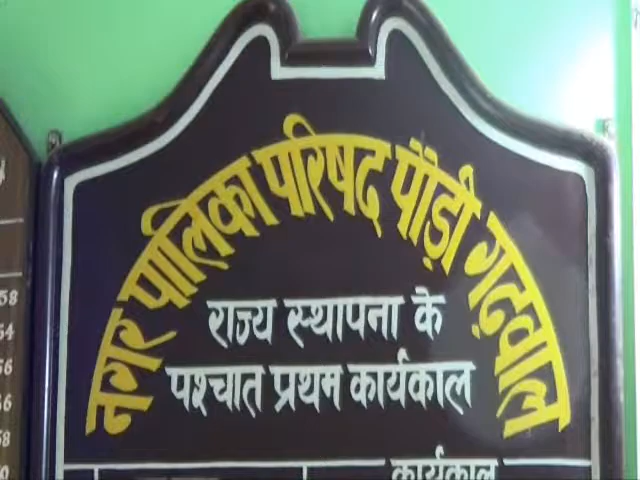 नगर पालिका परिषद पौड़ी गढ़वाल
राज्य स्थापना के
पश्चात प्रथम कार्यकाल
कार्यकाल